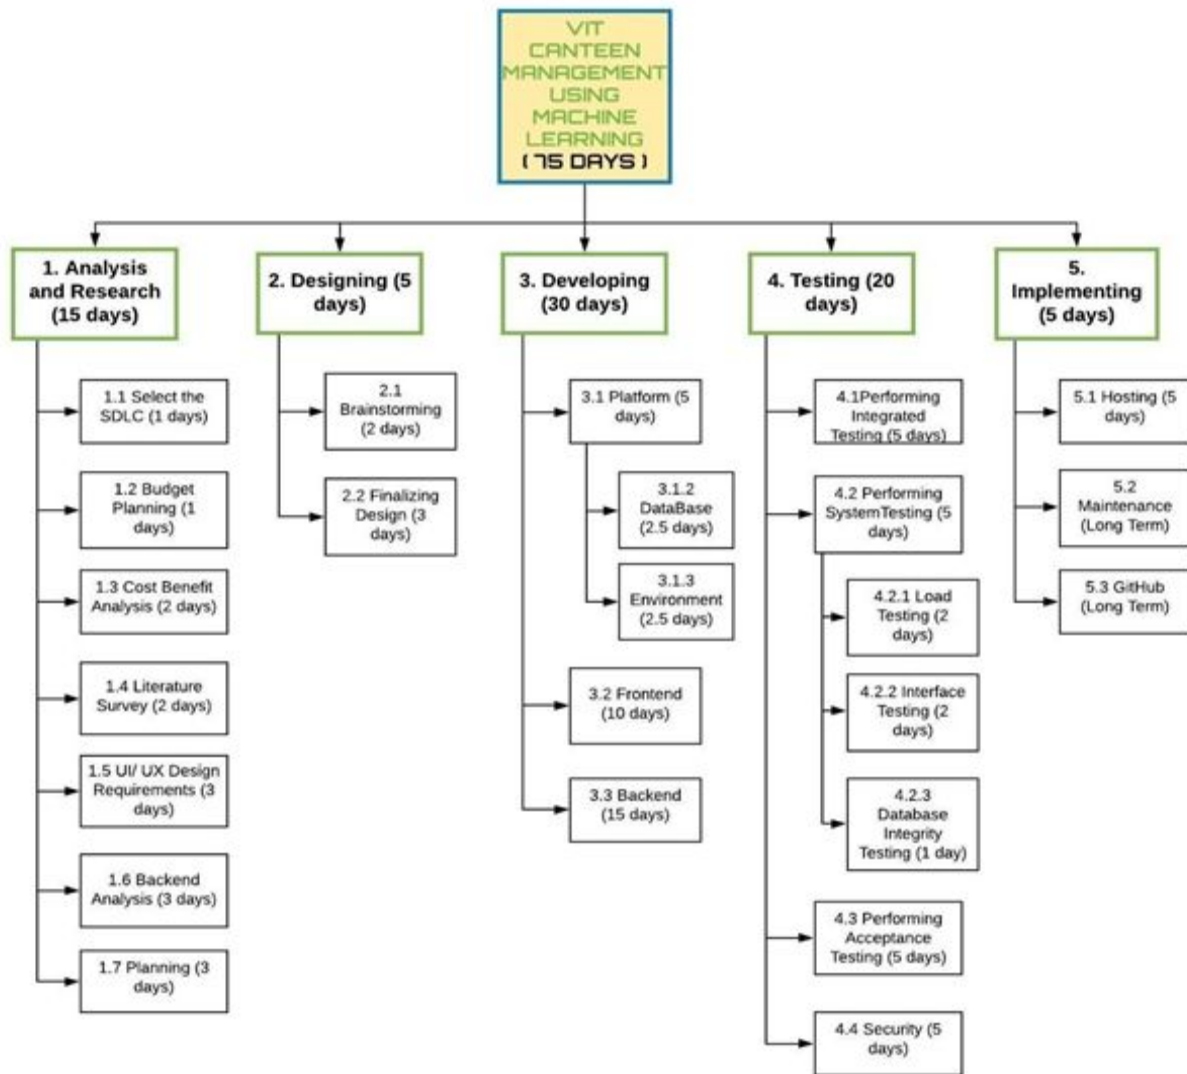 VIT
CANTEEN
MANAGEMENT
USING
MACHINE
LEARNING
( 75 DAYS )
1. Analysis
and Research
(15 days)
1.1 Select the
SDLC (1 days)
1.2 Budget
Planning (1
days)
1.3 Cost Benefit
Analysis (2 days)
1.4 Literature
Survey (2 days)
1.5 UI/ UX Design
Requirements (3
days)
1.6 Backend
Analysis (3 days)
1.7 Planning (3
days)
2. Designing (5
days)
2.1
Brainstorming
(2 days)
2.2 Finalizing
Design (3
days)
3. Developing
(30 days)
3.1 Platform (5
days)
3.1.2
DataBase
(2.5 days)
3.1.3
Environment
(2.5 days)
3.2 Frontend
(10 days)
3.3 Backend
(15 days)
4. Testing (20
days)
4.1Performing
Integrated
Testing (5 days)
4.2 Performing
SystemTesting (5
days)
4.2.1 Load
Testing (2
days)
4.2.2 Interface
Testing (2
days)
4.2.3
Database
Integrity
Testing (1 day)
4.3 Performing
Acceptance
Testing (5 days)
4.4 Security (5
days)
5.
Implementing
(5 days)
5.1 Hosting (5
days)
5.2
Maintenance
(Long Term)
5.3 GitHub
(Long Term)